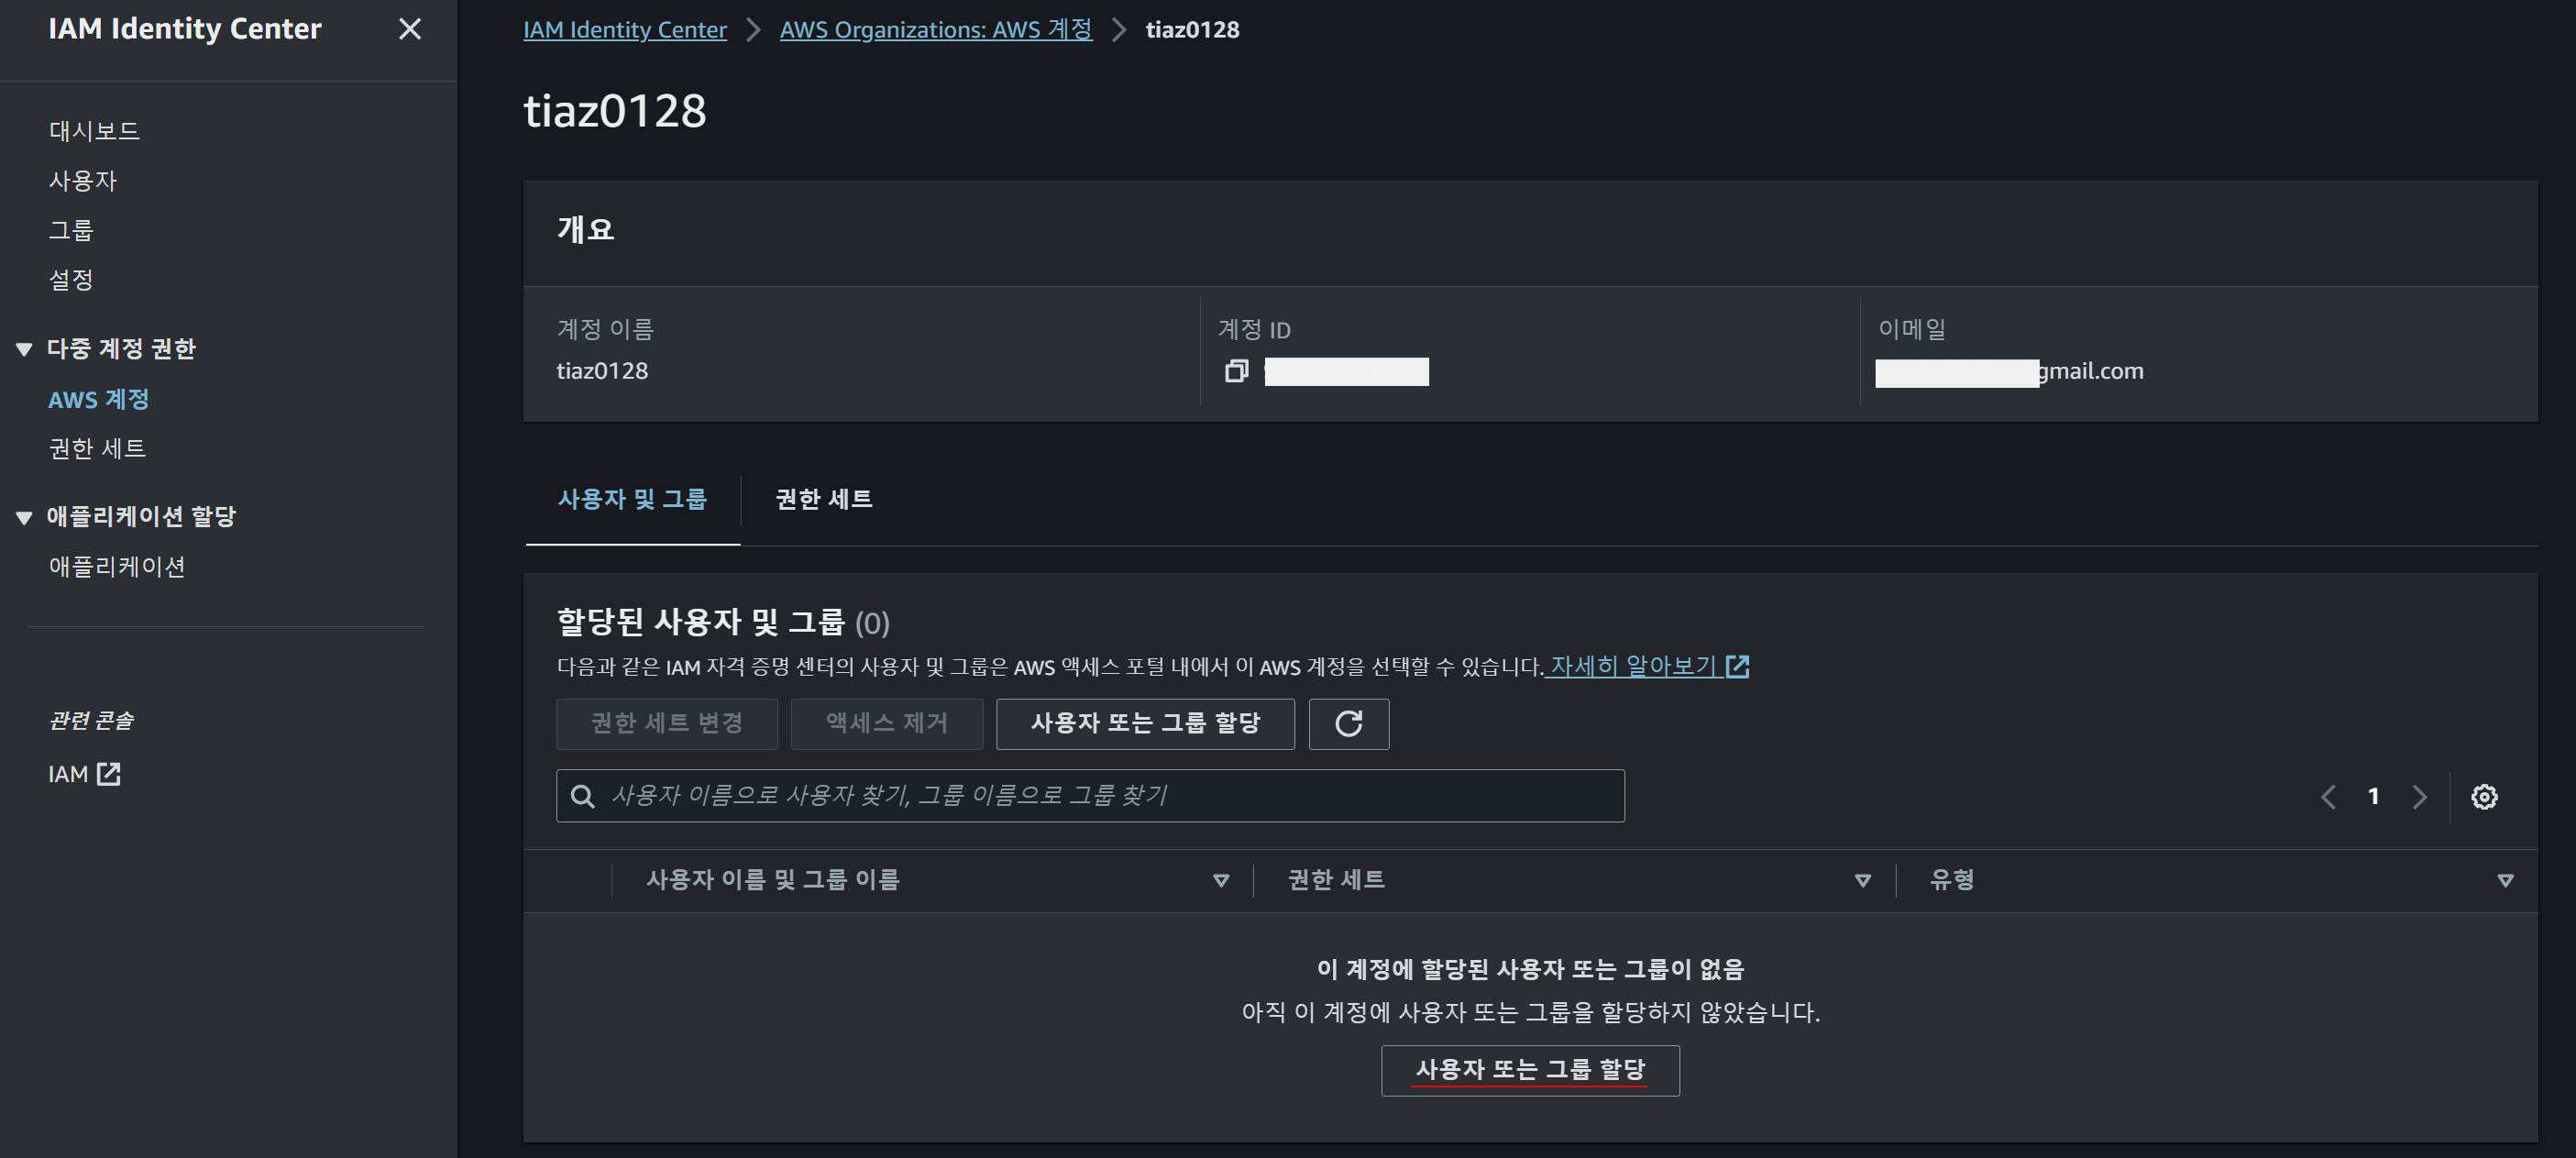 IAM Identity Center
대시보드
사용자
그룹
설정
다중 계정 권한
AWS 계정
권한 세트
애플리케이션 할당
애플리케이션
관련 콘솔
IAM
IAM Identity Center > AWS Organizations: AWS 계정 > tiaz0128
tiaz0128
개요
계정 이름
tiaz0128
계정 ID
이메일
gmail.com
사용자 및 그룹
권한 세트
할당된 사용자 및 그룹 (0)
다음과 같은 IAM 자격 증명 센터의 사용자 및 그룹은 AWS 액세스 포털 내에서 이 AWS 계정을 선택할 수 있습니다. 자세히 알아보기
권한 세트 변경
액세스 제거
사용자 또는 그룹 할당
사용자 이름으로 사용자 찾기, 그룹 이름으로 그룹 찾기
1
사용자 이름 및 그룹 이름
권한 세트
유형
이 계정에 할당된 사용자 또는 그룹이 없음
아직 이 계정에 사용자 또는 그룹을 할당하지 않았습니다.
사용자 또는 그룹 할당